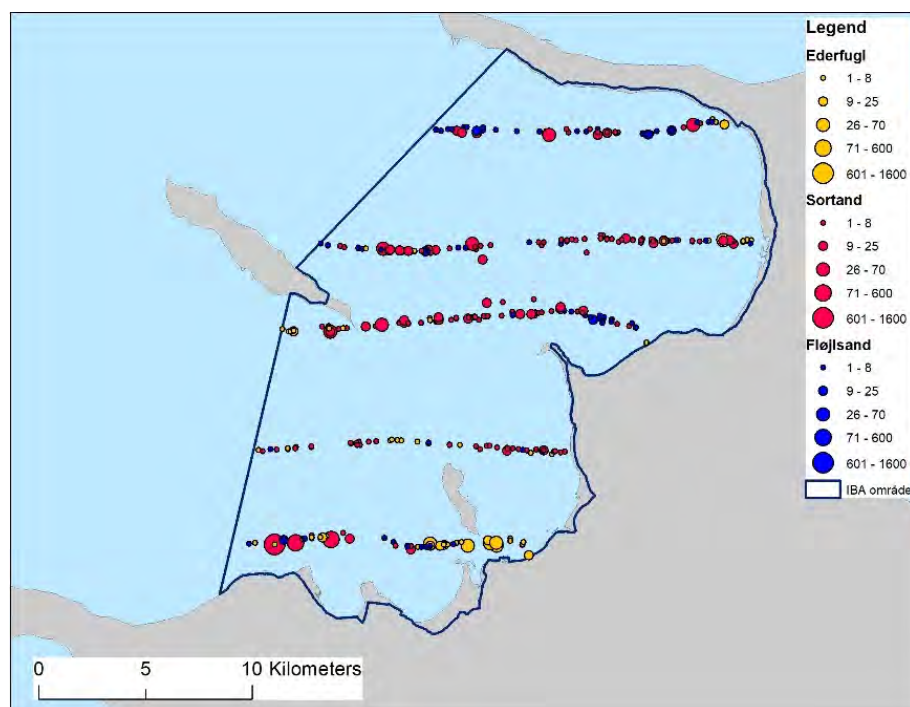 Legend
Ederfugl
1 - 8
9 - 25
26 - 70
71 - 600
601 - 1600
Sortand
1 - 8
9 - 25
26 - 70
71 - 600
601 - 1600
Fløjlsand
1 - 8
9 - 25
26 - 70
71 - 600
601 - 1600
IBA område
0 5 10 Kilometers